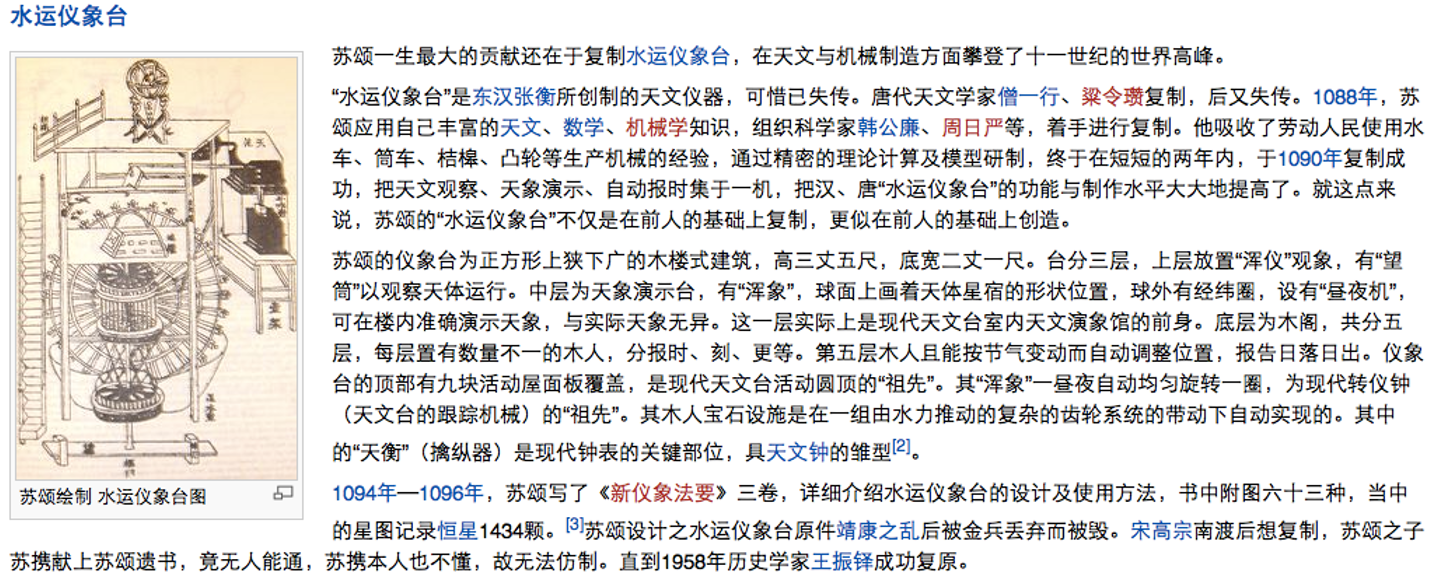 水运仪象台
苏颂一生最大的贡献还在于复制水运仪象台，在天文与机械制造方面攀登了十一世纪的世界高峰。
“水运仪象台”是东汉张衡所创制的天文仪器，可惜已失传。唐代天文学家僧一行、梁令瓒复制，后又失传。1088年，苏
颂应用自己丰富的天文、数学、机械学知识，组织科学家韩公廉、周日严等，着手进行复制。他吸收了劳动人民使用水
车、筒车、桔槔、凸轮等生产机械的经验，通过精密的理论计算及模型研制，终于在短短的两年内，于1090年复制成
功，把天文观察、天象演示、自动报时集于一机，把汉、唐“水运仪象台”的功能与制作水平大大地提高了。就这点来
说，苏颂的“水运仪象台”不仅是在前人的基础上复制，更似在前人的基础上创造。
苏颂的仪象台为正方形上狭下广的木楼式建筑，高三丈五尺，底宽二丈一尺。台分三层，上层放置“浑仪”观象，有“望
筒”以观察天体运行。中层为天象演示台，有“浑象”，球面上画着天体星宿的形状位置，球外有经纬圈，设有“昼夜机”，
可在楼内准确演示天象，与实际天象无异。这一层实际上是现代天文台室内天文演象馆的前身。底层为木阁，共分五
层，每层置有数量不一的木人，分报时、刻、更等。第五层木人且能按节气变动而自动调整位置，报告日落日出。仪象
台的顶部有九块活动屋面板覆盖，是现代天文台活动圆顶的“祖先”。其“浑象”一昼夜自动均匀旋转一圈，为现代转仪钟
（天文台的跟踪机械）的“祖先”。其木人宝石设施是在一组由水力推动的复杂的齿轮系统的带动下自动实现的。其中
的“天衡”（擒纵器）是现代钟表的关键部位，具天文钟的雏型[2]。
苏颂绘制 水运仪象台图
1094年—1096年，苏颂写了《新仪象法要》三卷，详细介绍水运仪象台的设计及使用方法，书中附图六十三种，当中
的星图记录恒星1434颗。[3]苏颂设计之水运仪象台原件靖康之乱后被金兵丢弃而被毁。宋高宗南渡后想复制，苏颂之子
苏携献上苏颂遗书，竟无人能通，苏携本人也不懂，故无法仿制。直到1958年历史学家王振铎成功复原。